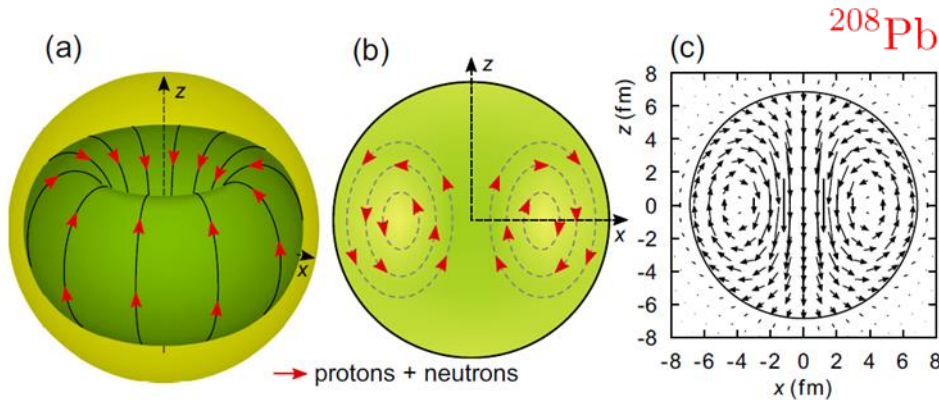 ²⁰⁸Pb
(a)
(b)
(c)
z
x
z
x
protons + neutrons
z (fm)
8
6
4
2
0
-2
-4
-6
-8
-8 -6 -4 -2 0 2 4 6 8
x (fm)